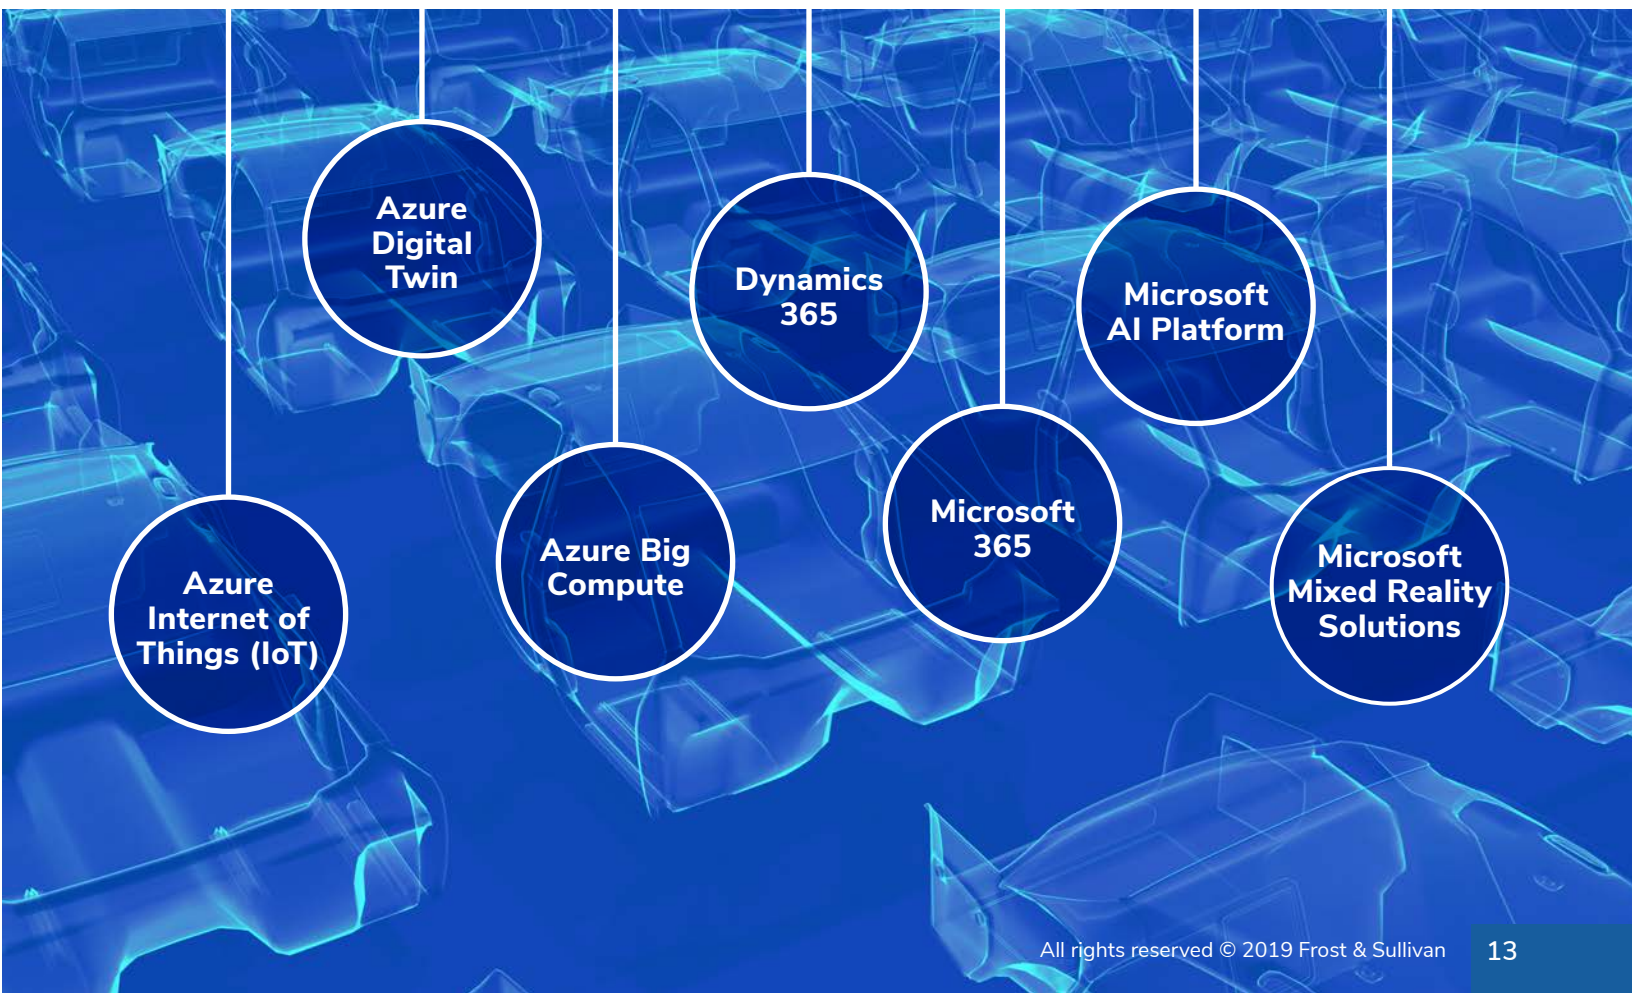 Azure
Digital
Twin
Dynamics
365
Microsoft
AI Platform
Azure
Internet of
Things (IoT)
Azure Big
Compute
Microsoft
365
Microsoft
Mixed Reality
Solutions
All rights reserved © 2019 Frost & Sullivan
13